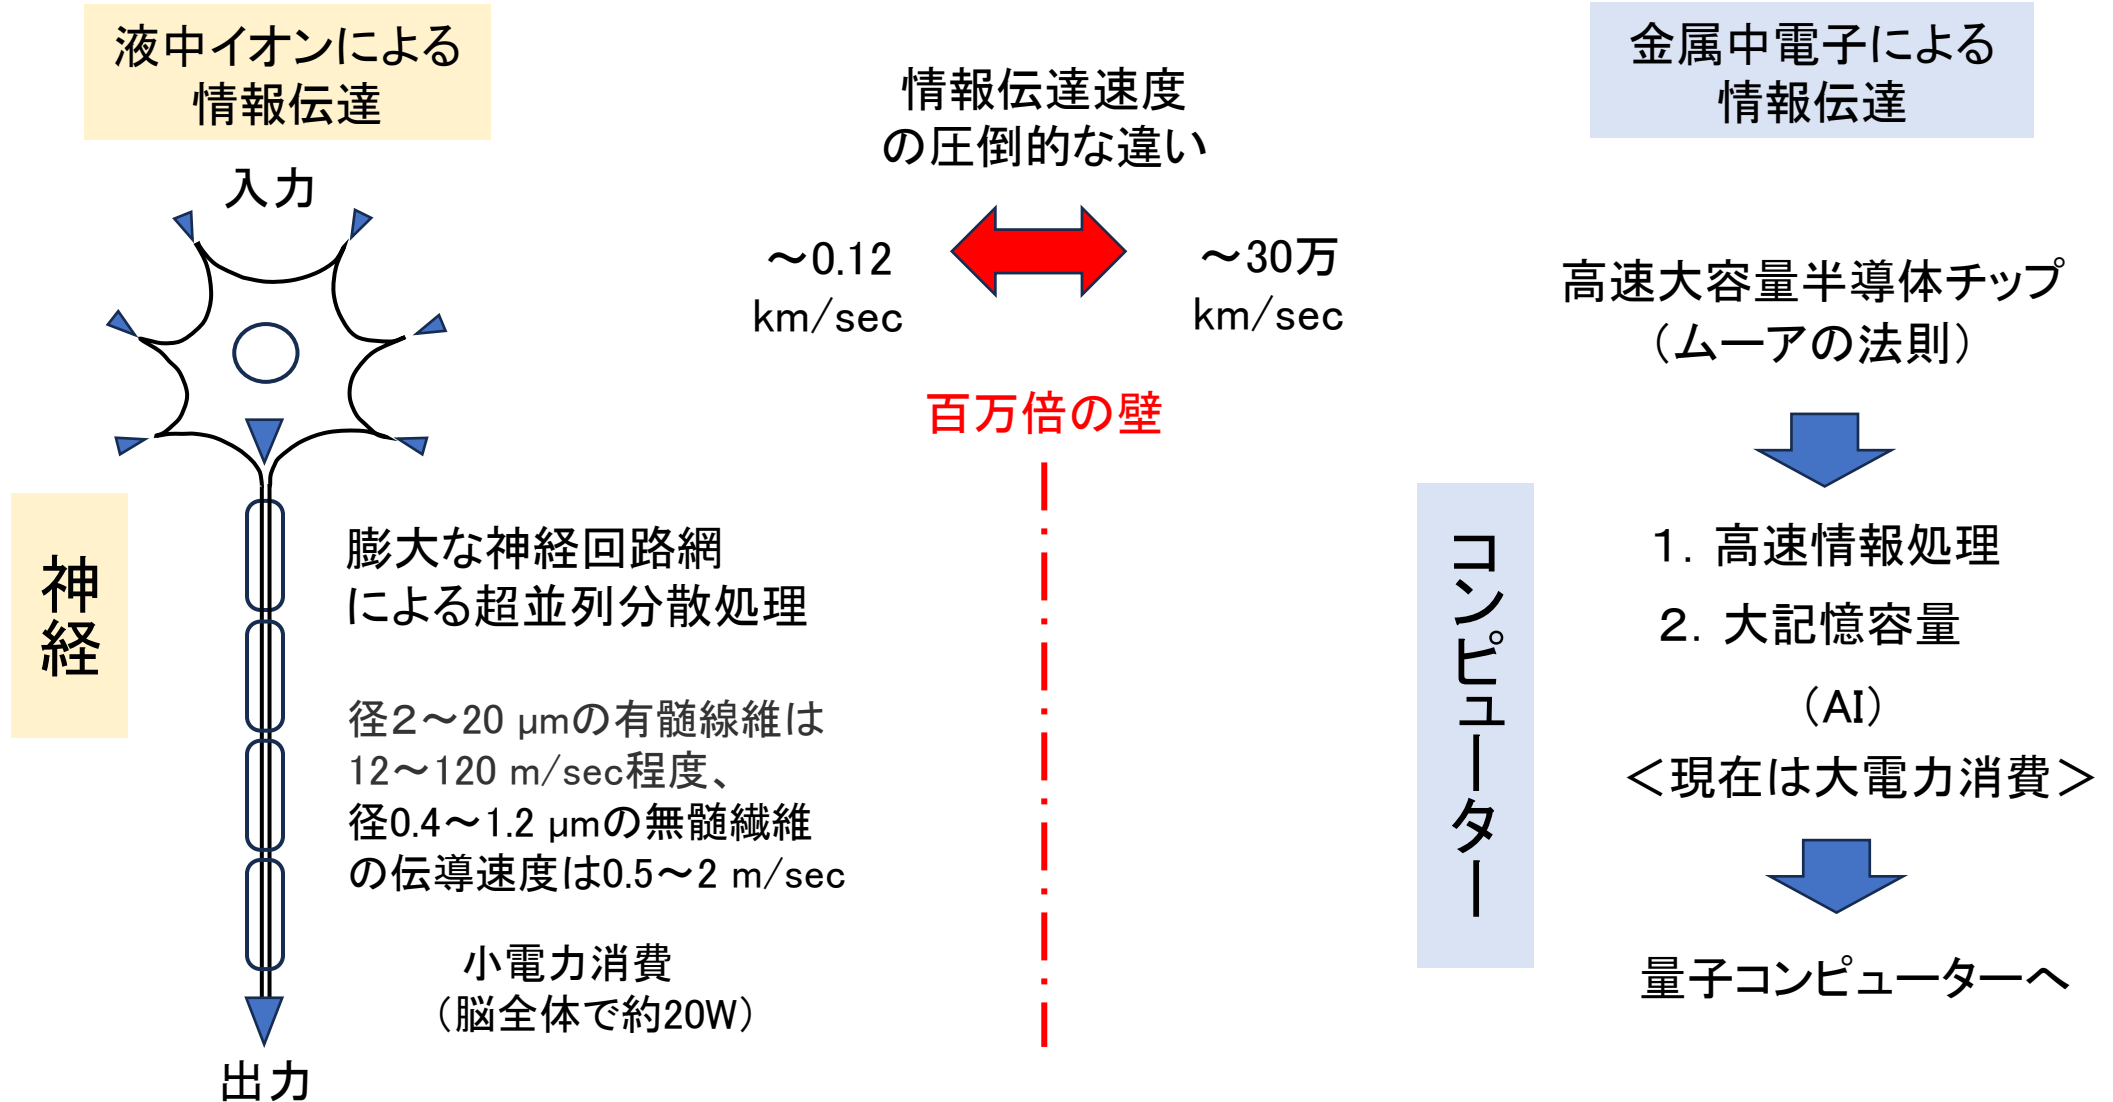 液中イオンによる
情報伝達
入力
神経
膨大な神経回路網
による超並列分散処理
径２～20 μmの有髄線維は
12～120 m/sec程度、
径0.4～1.2 μmの無髄繊維
の伝導速度は0.5～2 m/sec
小電力消費
（脳全体で約20W）
出力
情報伝達速度
の圧倒的な違い
～0.12
km/sec
～30万
km/sec
百万倍の壁
金属中電子による
情報伝達
高速大容量半導体チップ
（ムーアの法則）
コンピューター
１．高速情報処理
２．大記憶容量
（AI）
＜現在は大電力消費＞
量子コンピューターへ